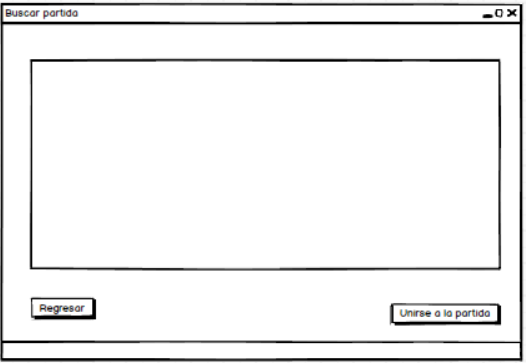 Buscar partida
Regresar
Unirse a la partida